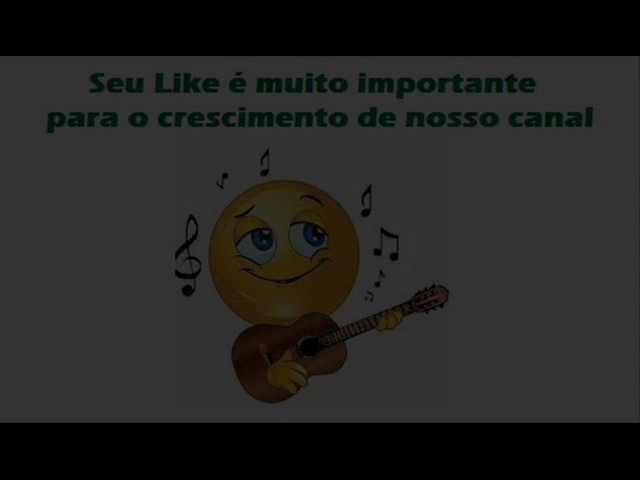 Seu Like é muito importante
para o crescimento de nosso canal